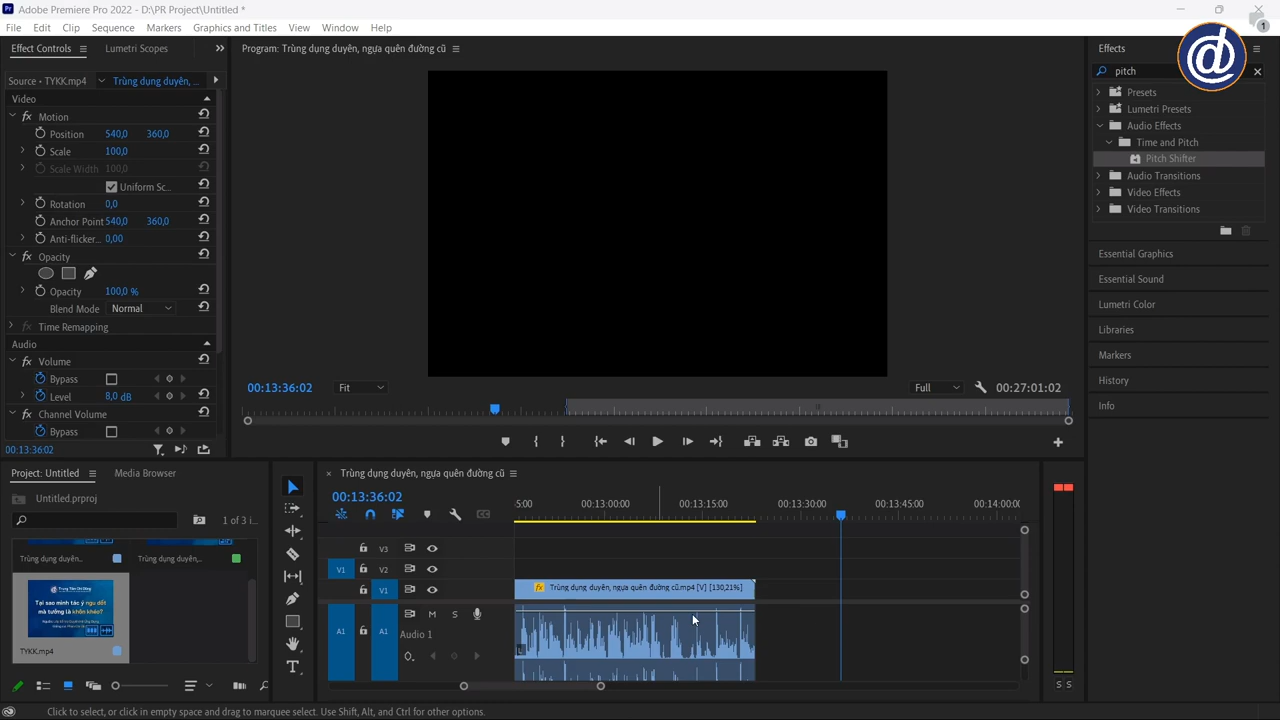 Adobe Premiere Pro 2022 - D:\PR Project\Untitled *
File Edit Clip Sequence Markers Graphics and Titles View Window Help
1
Effect Controls Lumetri Scopes
Source • TYKK.mp4 Trùng dụng duyên, ...
Video
fx Motion
Position 540,0 360,0
Scale 100,0
Scale Width 100,0
Uniform Sc...
Rotation 0,0
Anchor Point 540,0 360,0
Anti-flicker... 0,00
fx Opacity
Opacity 100,0 %
Blend Mode Normal
fx Time Remapping
Audio
fx Volume
Bypass
Level 8,0 dB
fx Channel Volume
Bypass
00:13:36:02
Program: Trùng dụng duyên, ngựa quên đường cũ
00:13:36:02 Fit Full 00:27:01:02
Effects
pitch
Presets
Lumetri Presets
Audio Effects
Time and Pitch
Pitch Shifter
Audio Transitions
Video Effects
Video Transitions
Essential Graphics
Essential Sound
Lumetri Color
Libraries
Markers
History
Info
Project: Untitled Media Browser
Untitled.prproj
1 of 3 i...
Trùng dụng duyên... Trùng dụng duyên,...
Tại sao mình tác ý ngu dốt
mà tưởng là khôn khéo?
TYKK.mp4
Trùng dụng duyên, ngựa quên đường cũ
00:13:36:02
5:00 00:13:00:00 00:13:15:00 00:13:30:00 00:13:45:00 00:14:00:00
V3
V1 V2
V1 fx Trùng dụng duyên, ngựa quên đường cũ.mp4 [V] [130,21%]
A1 A1 M S
Audio 1
L
S S
Click to select, or click in empty space and drag to marquee select. Use Shift, Alt, and Ctrl for other options.